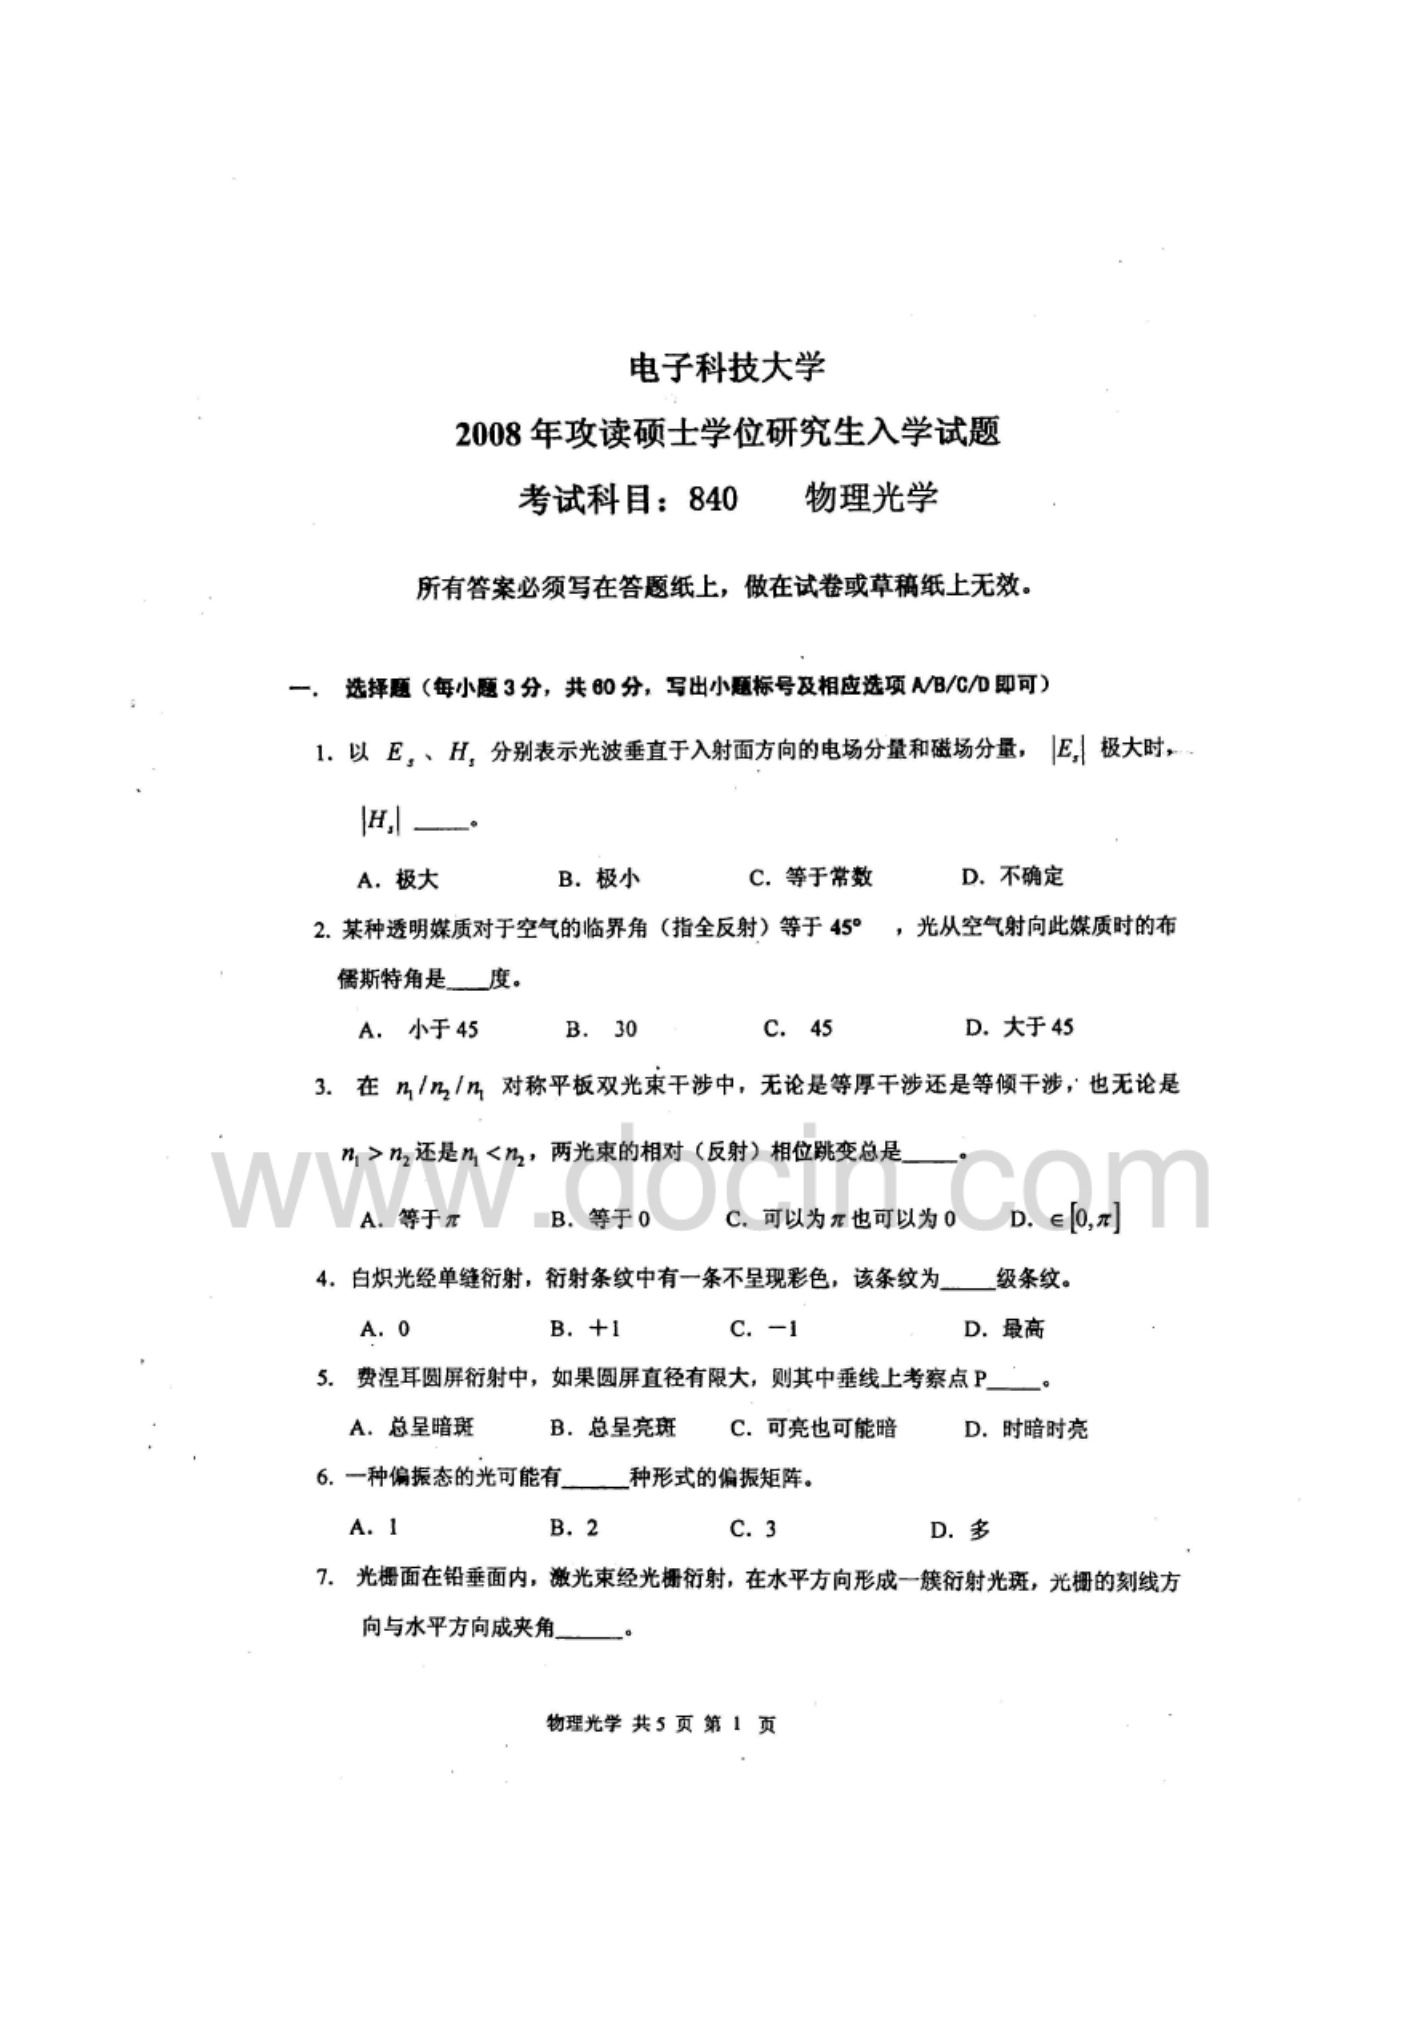 电子科技大学
2008 年攻读硕士学位研究生入学试题
考试科目：840 物理光学
所有答案必须写在答题纸上，做在试卷或草稿纸上无效。
一. 选择题（每小题 3 分，共 60 分，写出小题标号及相应选项 A/B/C/D 即可）
1. 以 E_s、H_s 分别表示光波垂直于入射面方向的电场分量和磁场分量，|E_s| 极大时，
|H_s| ____。
A. 极大 B. 极小 C. 等于常数 D. 不确定
2. 某种透明媒质对于空气的临界角（指全反射）等于 45°，光从空气射向此媒质时的布
儒斯特角是____度。
A. 小于 45 B. 30 C. 45 D. 大于 45
3. 在 n₁/n₂/n₁ 对称平板双光束干涉中，无论是等厚干涉还是等倾干涉，也无论是
n₁ > n₂ 还是 n₁ < n₂，两光束的相对（反射）相位跳变总是____。
www.docin.com
A. 等于 π B. 等于 0 C. 可以为 π 也可以为 0 D. ∈[0,π]
4. 白炽光经单缝衍射，衍射条纹中有一条不呈现彩色，该条纹为____级条纹。
A. 0 B. ＋1 C. －1 D. 最高
5. 费涅耳圆屏衍射中，如果圆屏直径有限大，则其中垂线上考察点 P____。
A. 总呈暗斑 B. 总呈亮斑 C. 可亮也可能暗 D. 时暗时亮
6. 一种偏振态的光可能有____种形式的偏振矩阵。
A. 1 B. 2 C. 3 D. 多
7. 光栅面在铅垂面内，激光束经光栅衍射，在水平方向形成一簇衍射光斑，光栅的刻线方
向与水平方向成夹角____。
物理光学 共 5 页 第 1 页